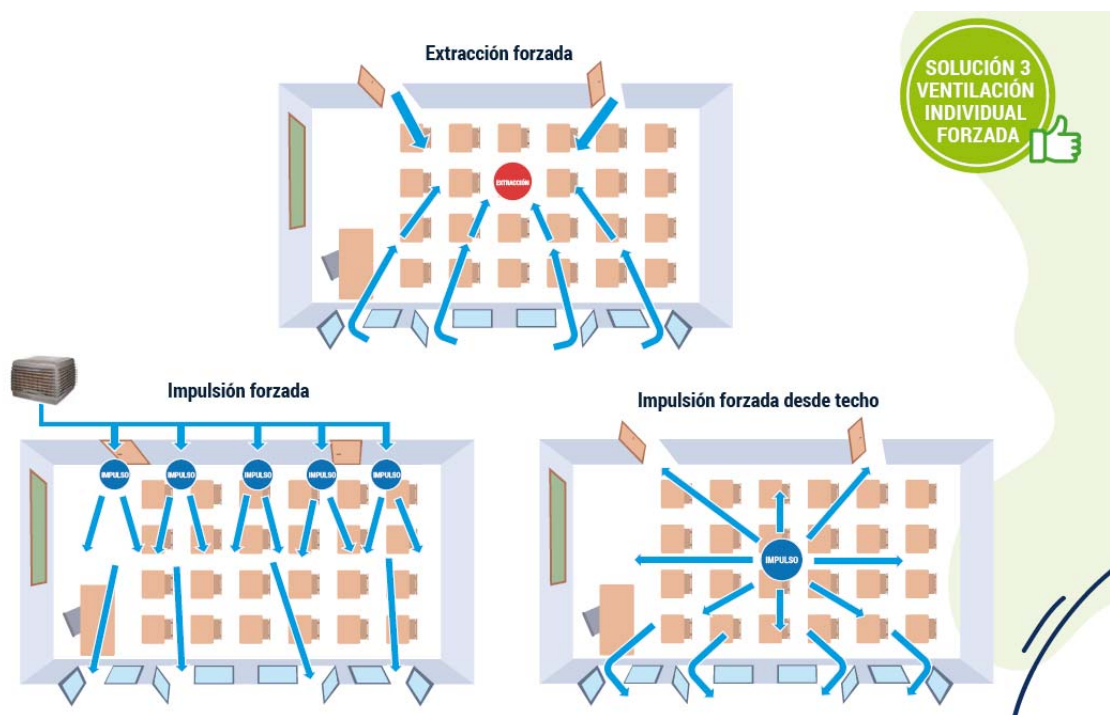 Extracción forzada
SOLUCIÓN 3
VENTILACIÓN
INDIVIDUAL
FORZADA
EXTRACCIÓN
Impulsión forzada
IMPULSO
IMPULSO
IMPULSO
IMPULSO
IMPULSO
Impulsión forzada desde techo
IMPULSO